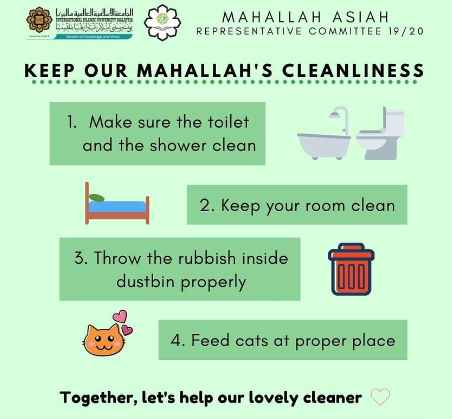 الجامعة الإسلامية العالمية ماليزيا
INTERNATIONAL ISLAMIC UNIVERSITY MALAYSIA
Garden of Knowledge and Virtue
MAHALLAH ASIAH
REPRESENTATIVE COMMITTEE 19/20
KEEP OUR MAHALLAH'S CLEANLINESS
1. Make sure the toilet
and the shower clean
2. Keep your room clean
3. Throw the rubbish inside
dustbin properly
4. Feed cats at proper place
Together, let's help our lovely cleaner